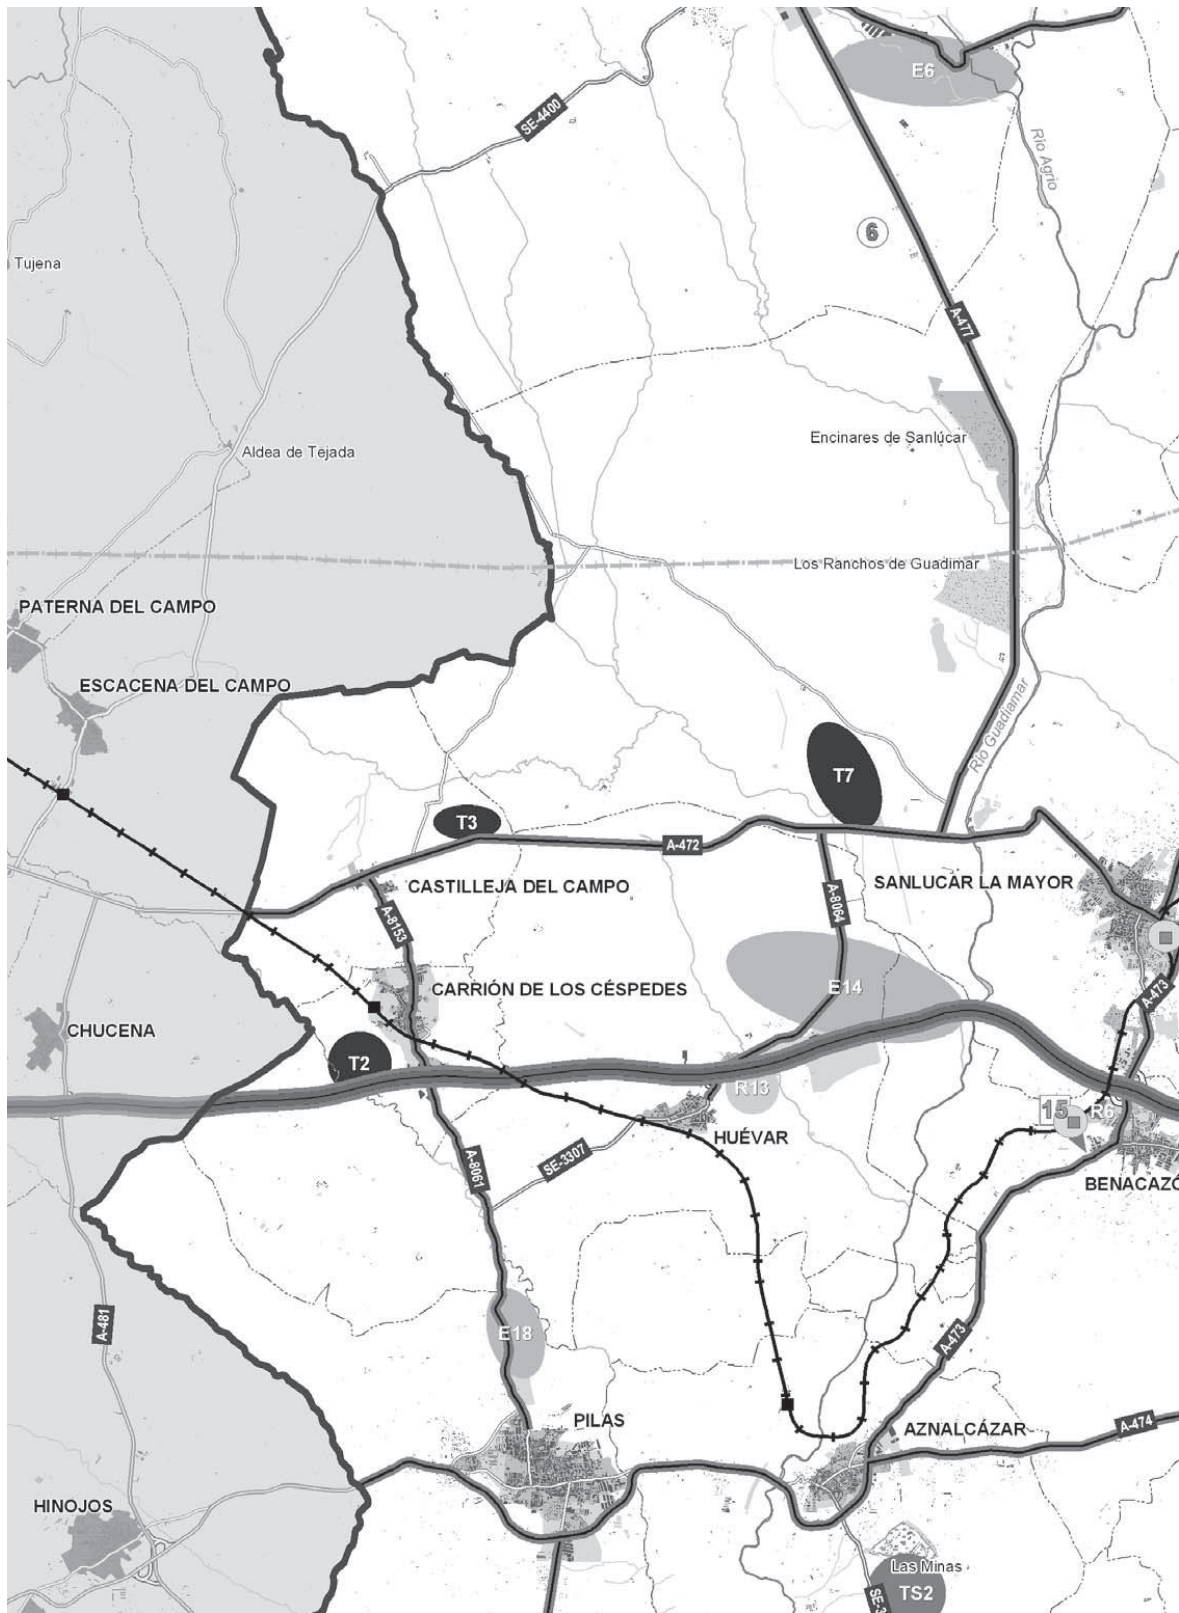 E6
SE-4400
Río Agrio
6
Tujena
A-477
Encinares de Sanlúcar
Aldea de Tejada
Los Ranchos de Guadimar
PATERNA DEL CAMPO
ESCACENA DEL CAMPO
Río Guadiamar
T7
T3
A-472
CASTILLEJA DEL CAMPO
SANLUCAR LA MAYOR
A-8153
A-8064
CARRIÓN DE LOS CÉSPEDES
E14
A-473
CHUCENA
T2
R13
15
R6
HUÉVAR
SE-3307
A-8061
BENACAZÓ
A-481
E18
A-473
PILAS
AZNALCÁZAR
A-474
HINOJOS
Las Minas
TS2
SE-3